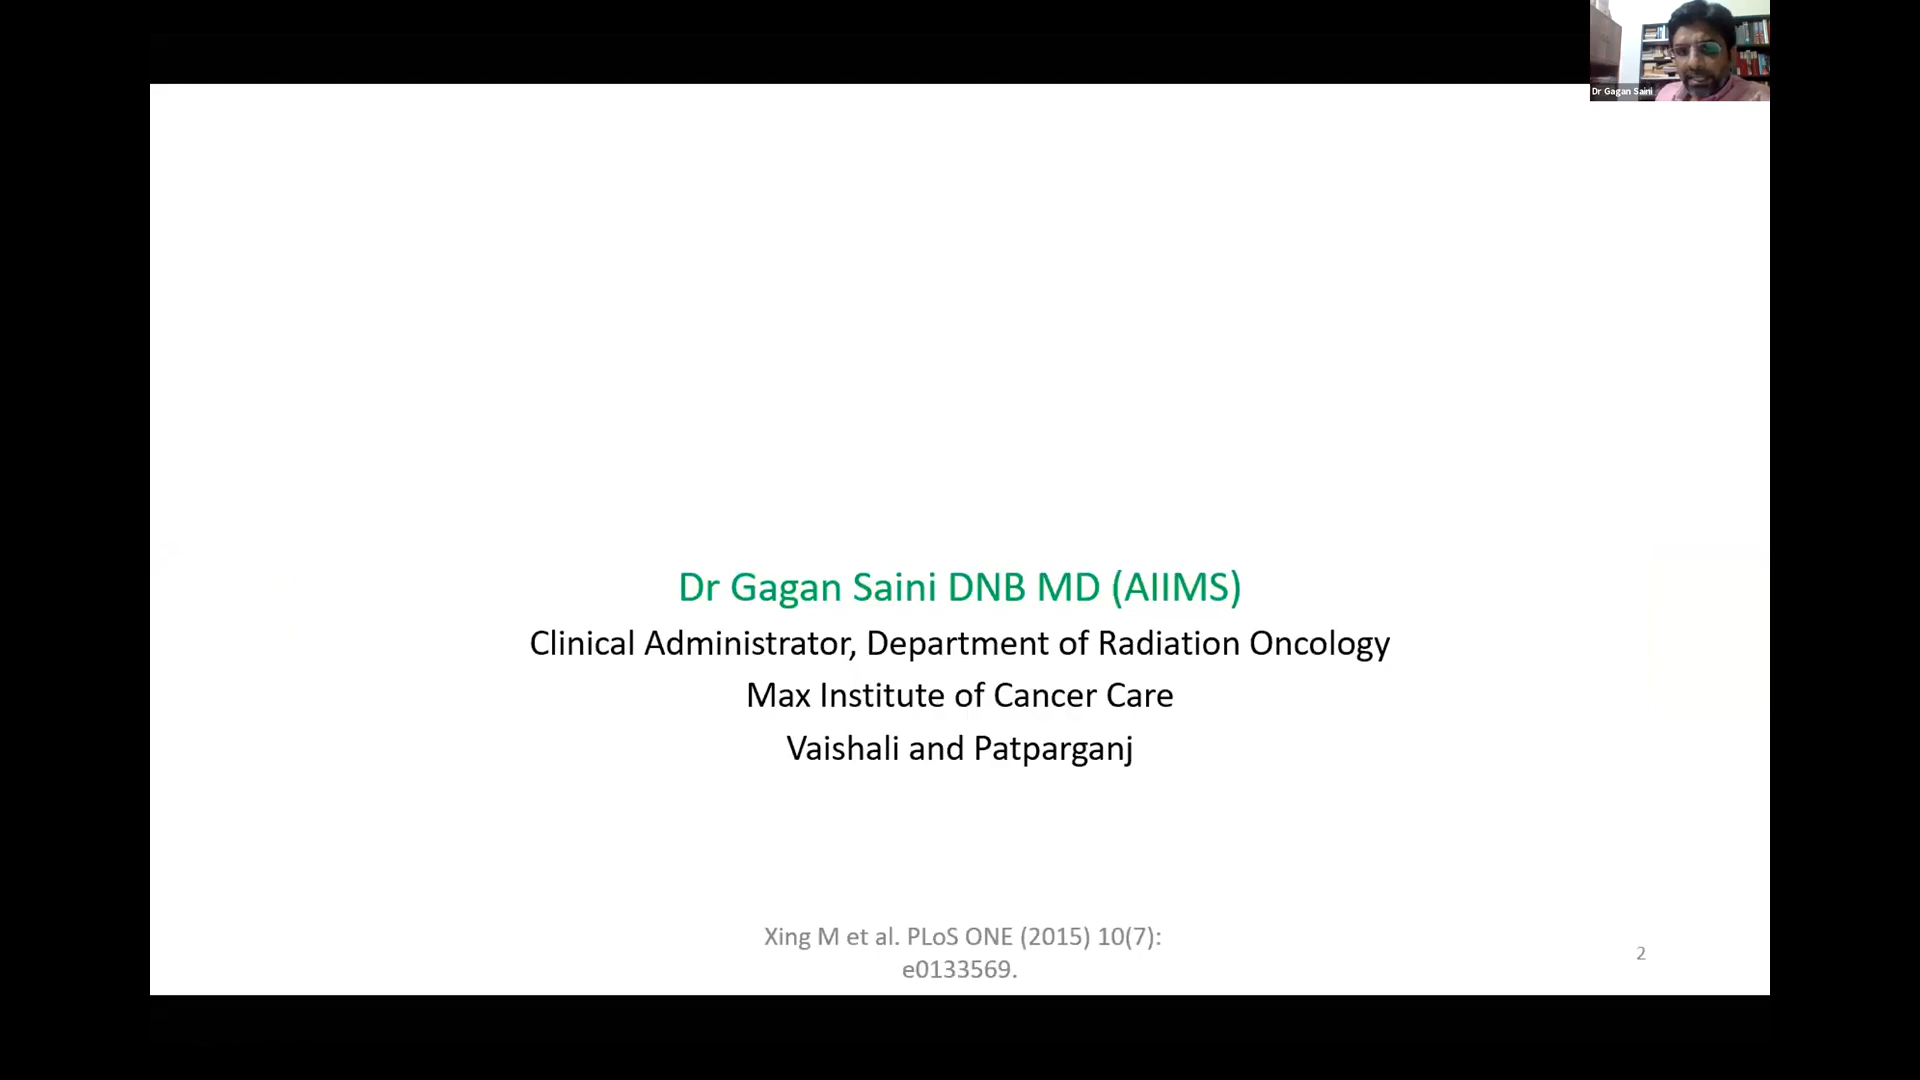 Dr Gagan Saini
Dr Gagan Saini DNB MD (AIIMS)
Clinical Administrator, Department of Radiation Oncology
Max Institute of Cancer Care
Vaishali and Patparganj
Xing M et al. PLoS ONE (2015) 10(7):
e0133569.
2